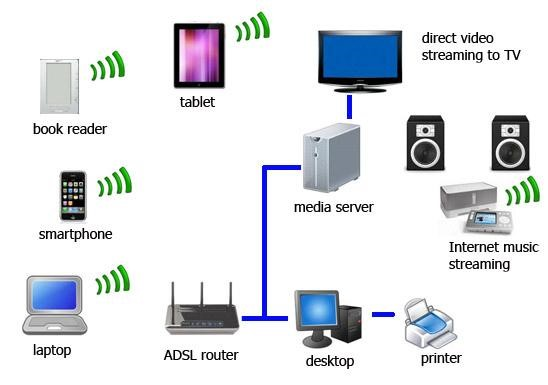 direct video
streaming to TV
tablet
book reader
media server
smartphone
Internet music
streaming
laptop
ADSL router
desktop
printer